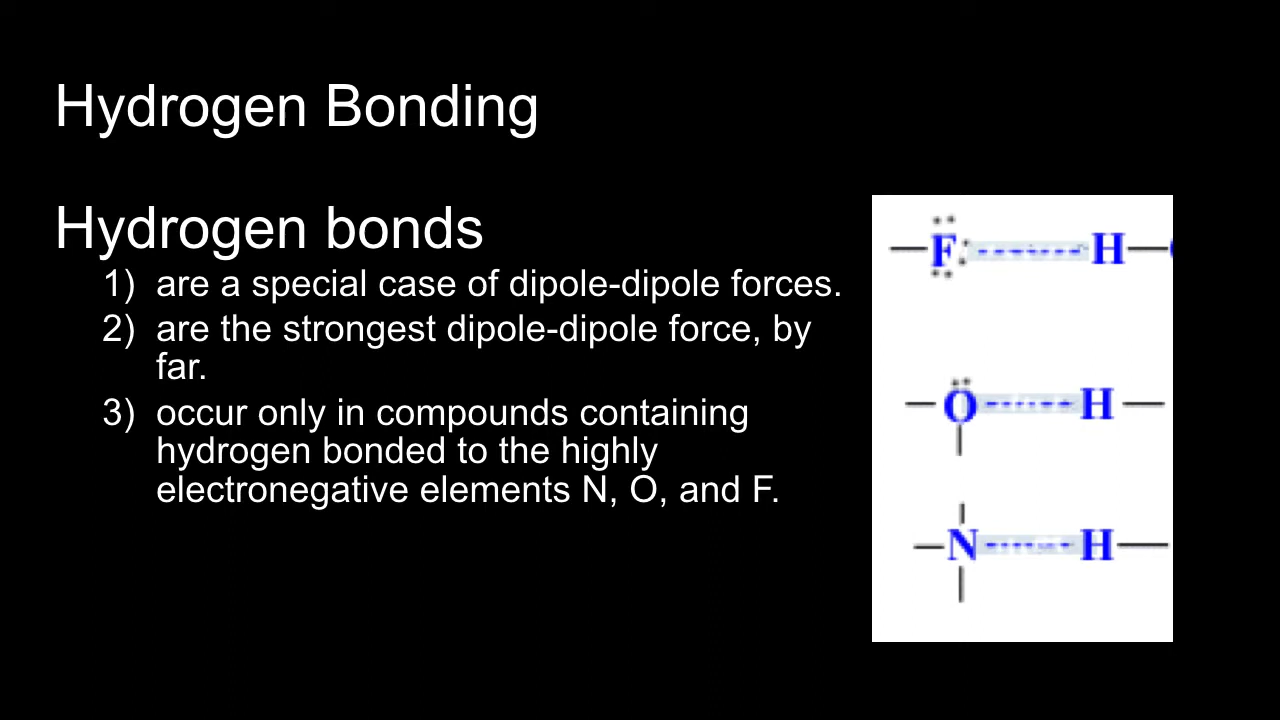 Hydrogen Bonding
Hydrogen bonds
1) are a special case of dipole-dipole forces.
2) are the strongest dipole-dipole force, by
far.
3) occur only in compounds containing
hydrogen bonded to the highly
electronegative elements N, O, and F.
F H
O H
N H